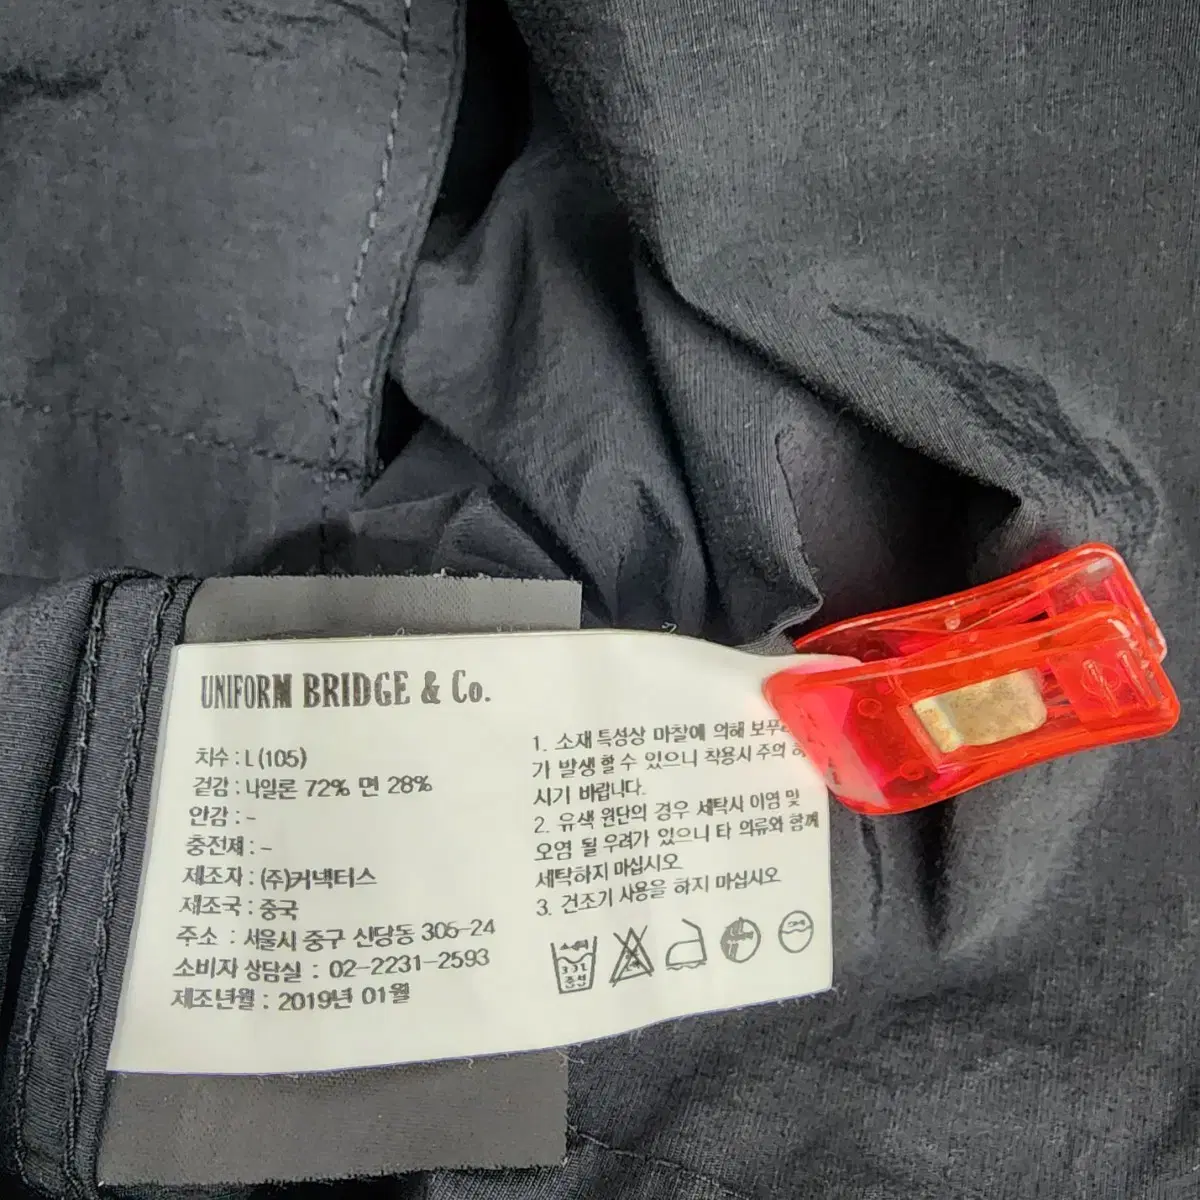 UNIFORM BRIDGE & Co.
치수 : L (105)
겉감 : 나일론 72% 면 28%
안감 : -
충전재 : -
제조자 : (주)커넥터스
제조국 : 중국
주소 : 서울시 중구 신당동 305-24
소비자 상담실 : 02-2231-2593
제조년월 : 2019년 01월
1. 소재 특성상 마찰에 의해
가 발생 할 수 있으니 착용시 주의
시기 바랍니다.
2. 유색 원단의 경우 세탁시 이염 및
오염 될 우려가 있으니 타 의류와 함께
세탁하지 마십시오
3. 건조기 사용을 하지 마십시오
중성